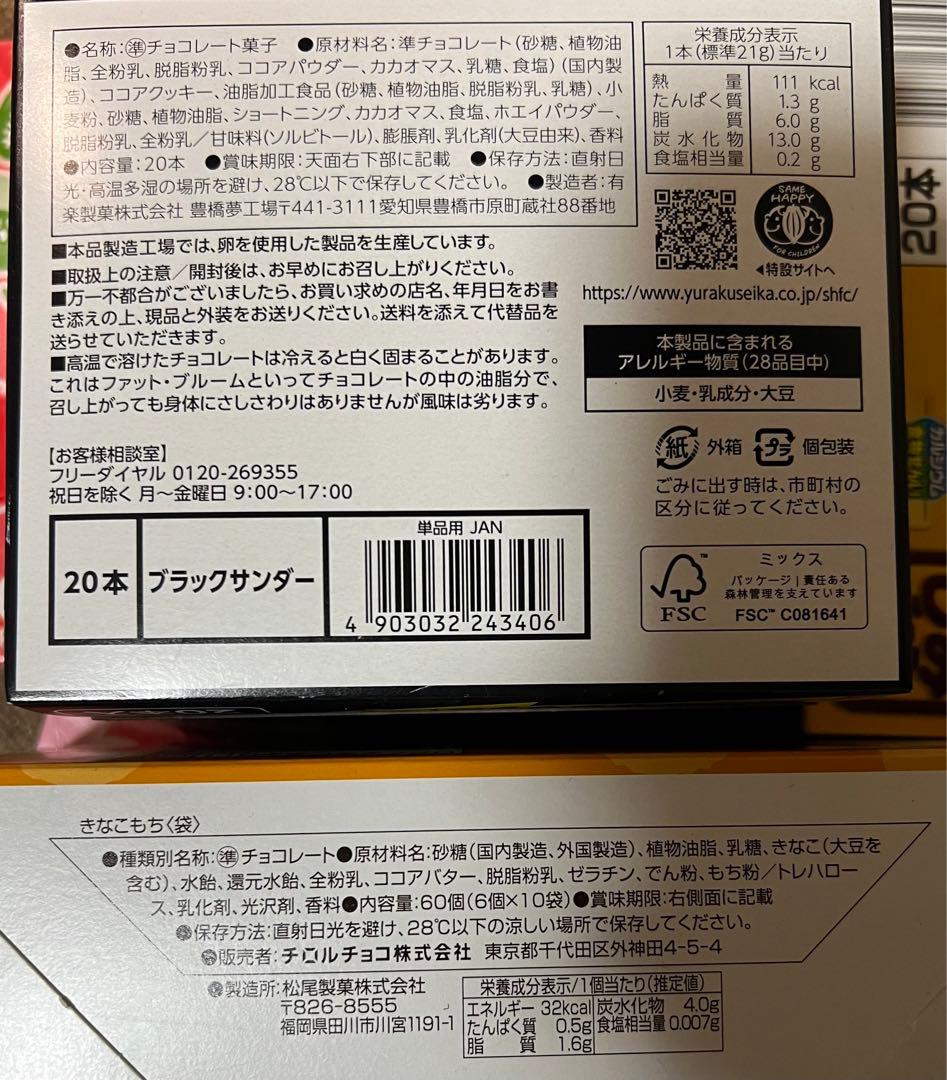 ●名称:準チョコレート菓子 ●原材料名:準チョコレート(砂糖、植物油
脂、全粉乳、脱脂粉乳、ココアパウダー、カカオマス、乳糖、食塩)(国内製
造)、ココアクッキー、油脂加工食品(砂糖、植物油脂、脱脂粉乳、乳糖)、小
麦粉、砂糖、植物油脂、ショートニング、カカオマス、食塩、ホエイパウダー、
脱脂粉乳、全粉乳/甘味料(ソルビトール)、膨脹剤、乳化剤(大豆由来)、香料
●内容量:20本 ●賞味期限:天面右下部に記載 ●保存方法:直射日
光・高温多湿の場所を避け、28℃以下で保存してください。 ●製造者:有
楽製菓株式会社 豊橋夢工場〒441-3111愛知県豊橋市原町蔵社88番地
栄養成分表示
1本(標準21g)当たり
熱量 111 kcal
たんぱく質 1.3 g
脂質 6.0 g
炭水化物 13.0 g
食塩相当量 0.2 g
SAME HAPPY
FOR CHILDREN
◀特設サイトへ
https://www.yurakuseika.co.jp/shfc/
20本
■本品製造工場では、卵を使用した製品を生産しています。
■取扱上の注意/開封後は、お早めにお召し上がりください。
■万一不都合がございましたら、お買い求めの店名、年月日をお書
き添えの上、現品と外装をお送りください。送料を添えて代替品を
送らせていただきます。
■高温で溶けたチョコレートは冷えると白く固まることがあります。
これはファット・ブルームといってチョコレートの中の油脂分で、
召し上がっても身体にさしさわりはありませんが風味は劣ります。
本製品に含まれる
アレルギー物質(28品目中)
小麦・乳成分・大豆
紙 外箱 プラ 個包装
ごみに出す時は、市町村の
区分に従ってください。
【お客様相談室】
フリーダイヤル 0120-269355
祝日を除く 月〜金曜日 9:00〜17:00
20本 ブラックサンダー
単品用 JAN
4 903032 243406
FSC
ミックス
パッケージ|責任ある
森林管理を支えています
FSC™ C081641
きなこもち〈袋〉
●種類別名称:準チョコレート●原材料名:砂糖(国内製造、外国製造)、植物油脂、乳糖、きなこ(大豆を
含む)、水飴、還元水飴、全粉乳、ココアバター、脱脂粉乳、ゼラチン、でん粉、もち粉/トレハロー
ス、乳化剤、光沢剤、香料●内容量:60個(6個×10袋)●賞味期限:右側面に記載
●保存方法:直射日光を避け、28℃以下の涼しい場所で保存してください。
●販売者:チロルチョコ株式会社 東京都千代田区外神田4-5-4
●製造所:松尾製菓株式会社
〒826-8555
福岡県田川市川宮1191-1
栄養成分表示/1個当たり(推定値)
エネルギー 32kcal 炭水化物 4.0g
たんぱく質 0.5g 食塩相当量 0.007g
脂質 1.6g